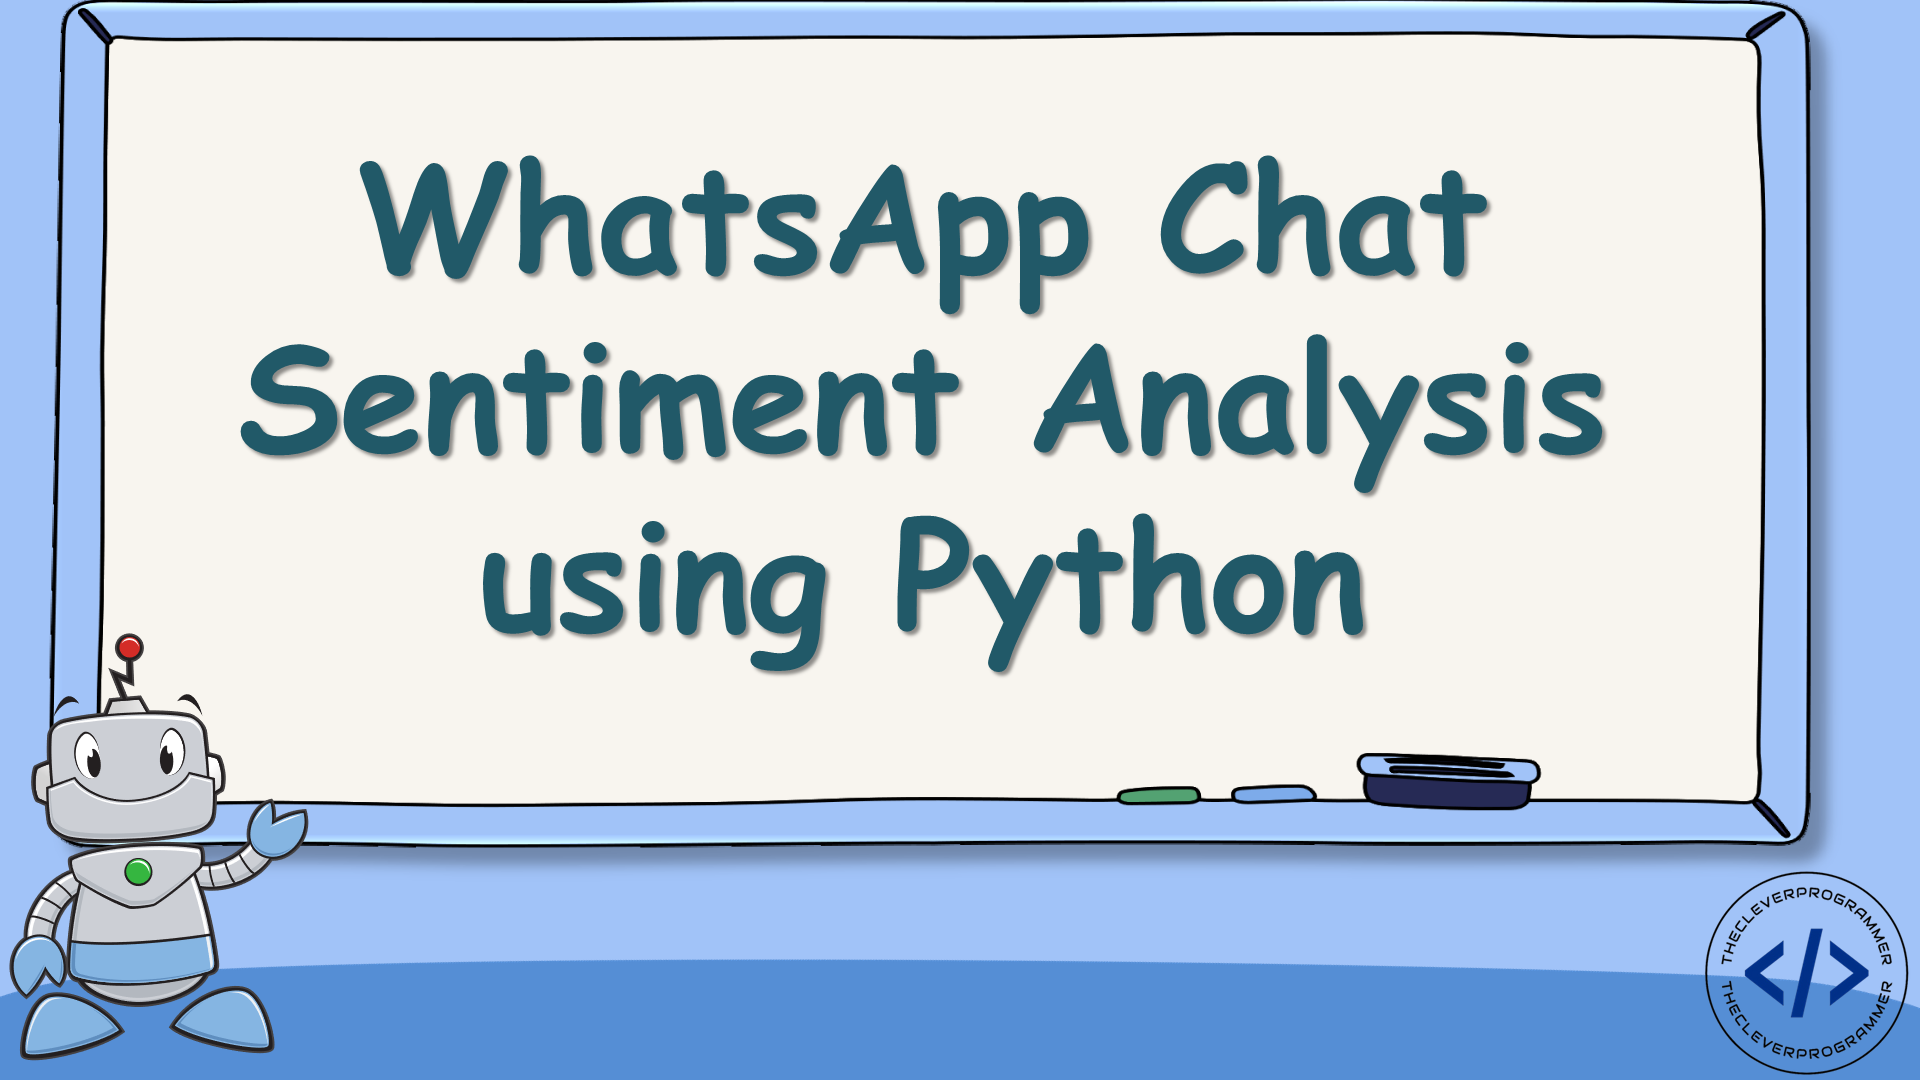 WhatsApp Chat
Sentiment Analysis
using Python
THECLEVERPROGRAMMER
</>
THECLEVERPROGRAMMER